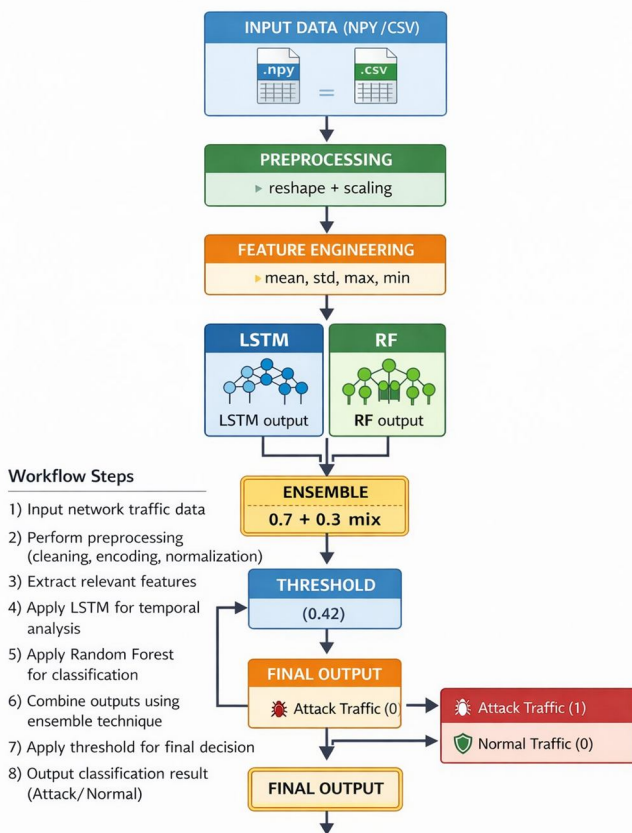 INPUT DATA (NPY/CSV)
.npy
=
.csv
PREPROCESSING
reshape + scaling
FEATURE ENGINEERING
mean, std, max, min
LSTM
RF
LSTM output
RF output
ENSEMBLE
0.7 + 0.3 mix
THRESHOLD
(0.42)
FINAL OUTPUT
Attack Traffic (0)
Attack Traffic (1)
Normal Traffic (0)
FINAL OUTPUT
Workflow Steps
1) Input network traffic data
2) Perform preprocessing
(cleaning, encoding, normalization)
3) Extract relevant features
4) Apply LSTM for temporal
analysis
5) Apply Random Forest
for classification
6) Combine outputs using
ensemble technique
7) Apply threshold for final decision
8) Output classification result
(Attack/Normal)